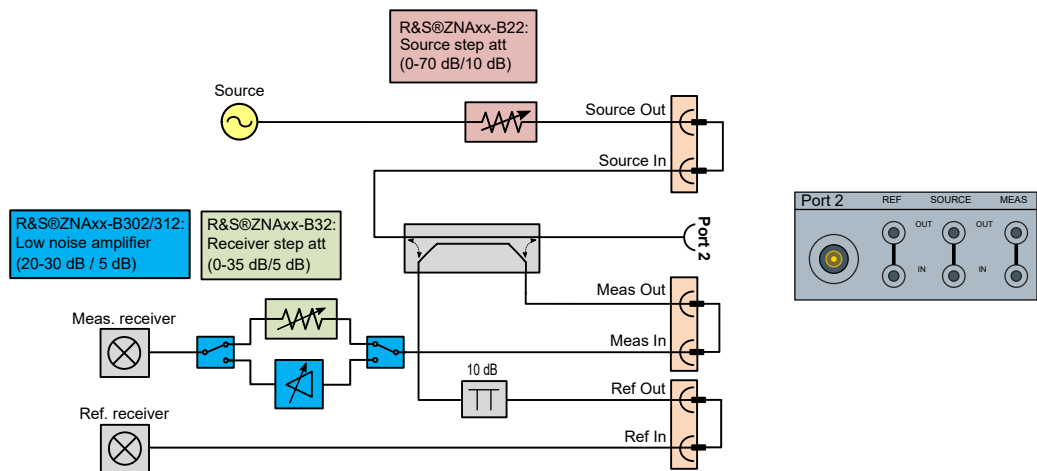 R&S®ZNAxx-B22:
Source step att
(0-70 dB/10 dB)
Source
Source Out
Source In
R&S®ZNAxx-B302/312:
Low noise amplifier
(20-30 dB / 5 dB)
R&S®ZNAxx-B32:
Receiver step att
(0-35 dB/5 dB)
Port 2
Meas Out
Meas. receiver
Meas In
10 dB
Ref Out
Ref. receiver
Ref In
Port 2
REF SOURCE MEAS
OUT OUT
IN IN